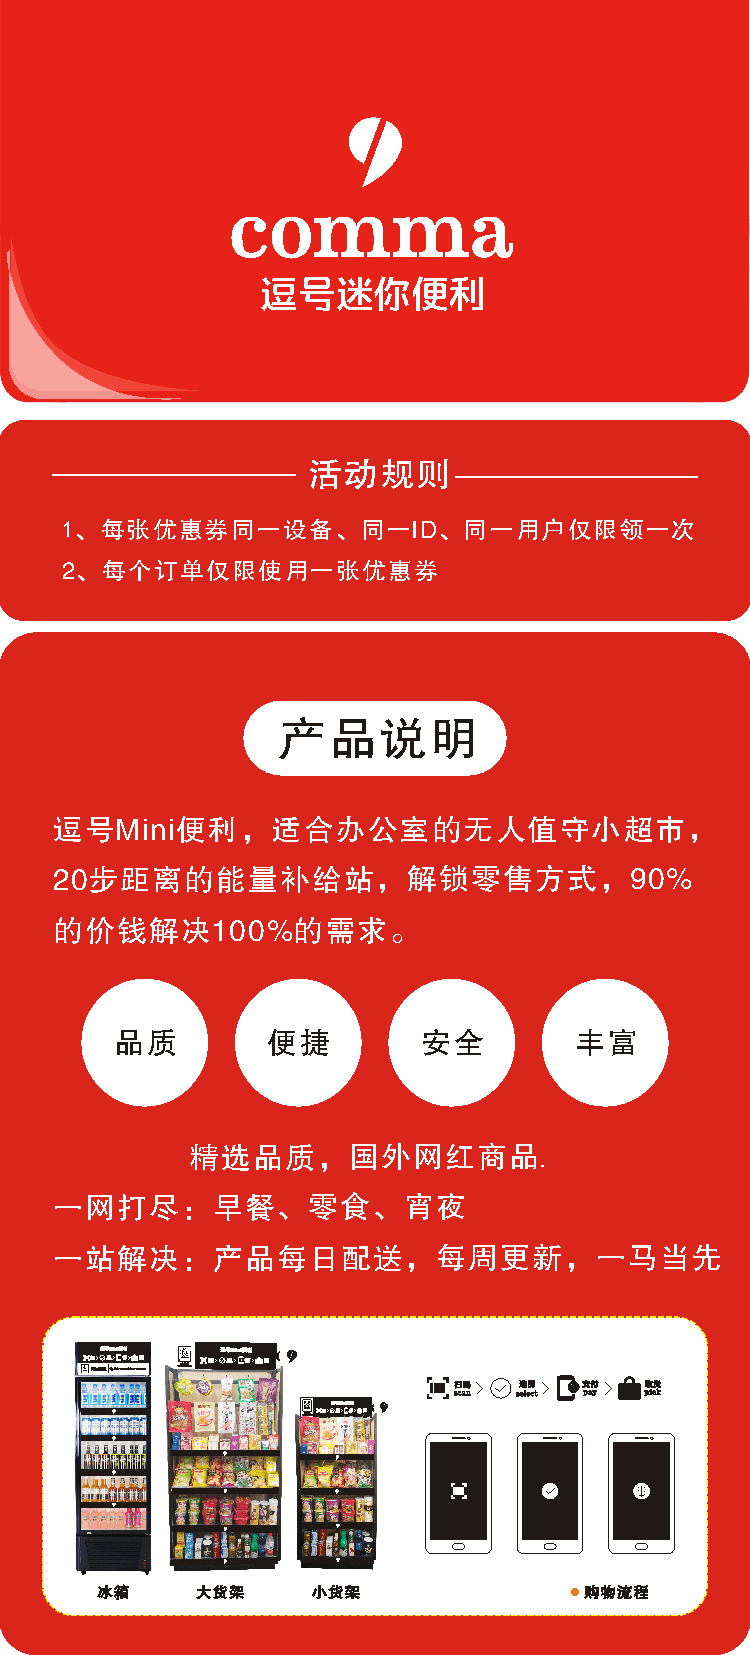 comma
逗号迷你便利
活动规则
1、每张优惠券同一设备、同一ID、同一用户仅限领一次
2、每个订单仅限使用一张优惠券
产品说明
逗号Mini便利，适合办公室的无人值守小超市，
20步距离的能量补给站，解锁零售方式，90%
的价钱解决100%的需求。
品质 便捷 安全 丰富
精选品质，国外网红商品.
一网打尽：早餐、零食、宵夜
一站解决：产品每日配送，每周更新，一马当先
扫码 选购 支付 取货
scan select pay pick
冰箱 大货架 小货架 购物流程